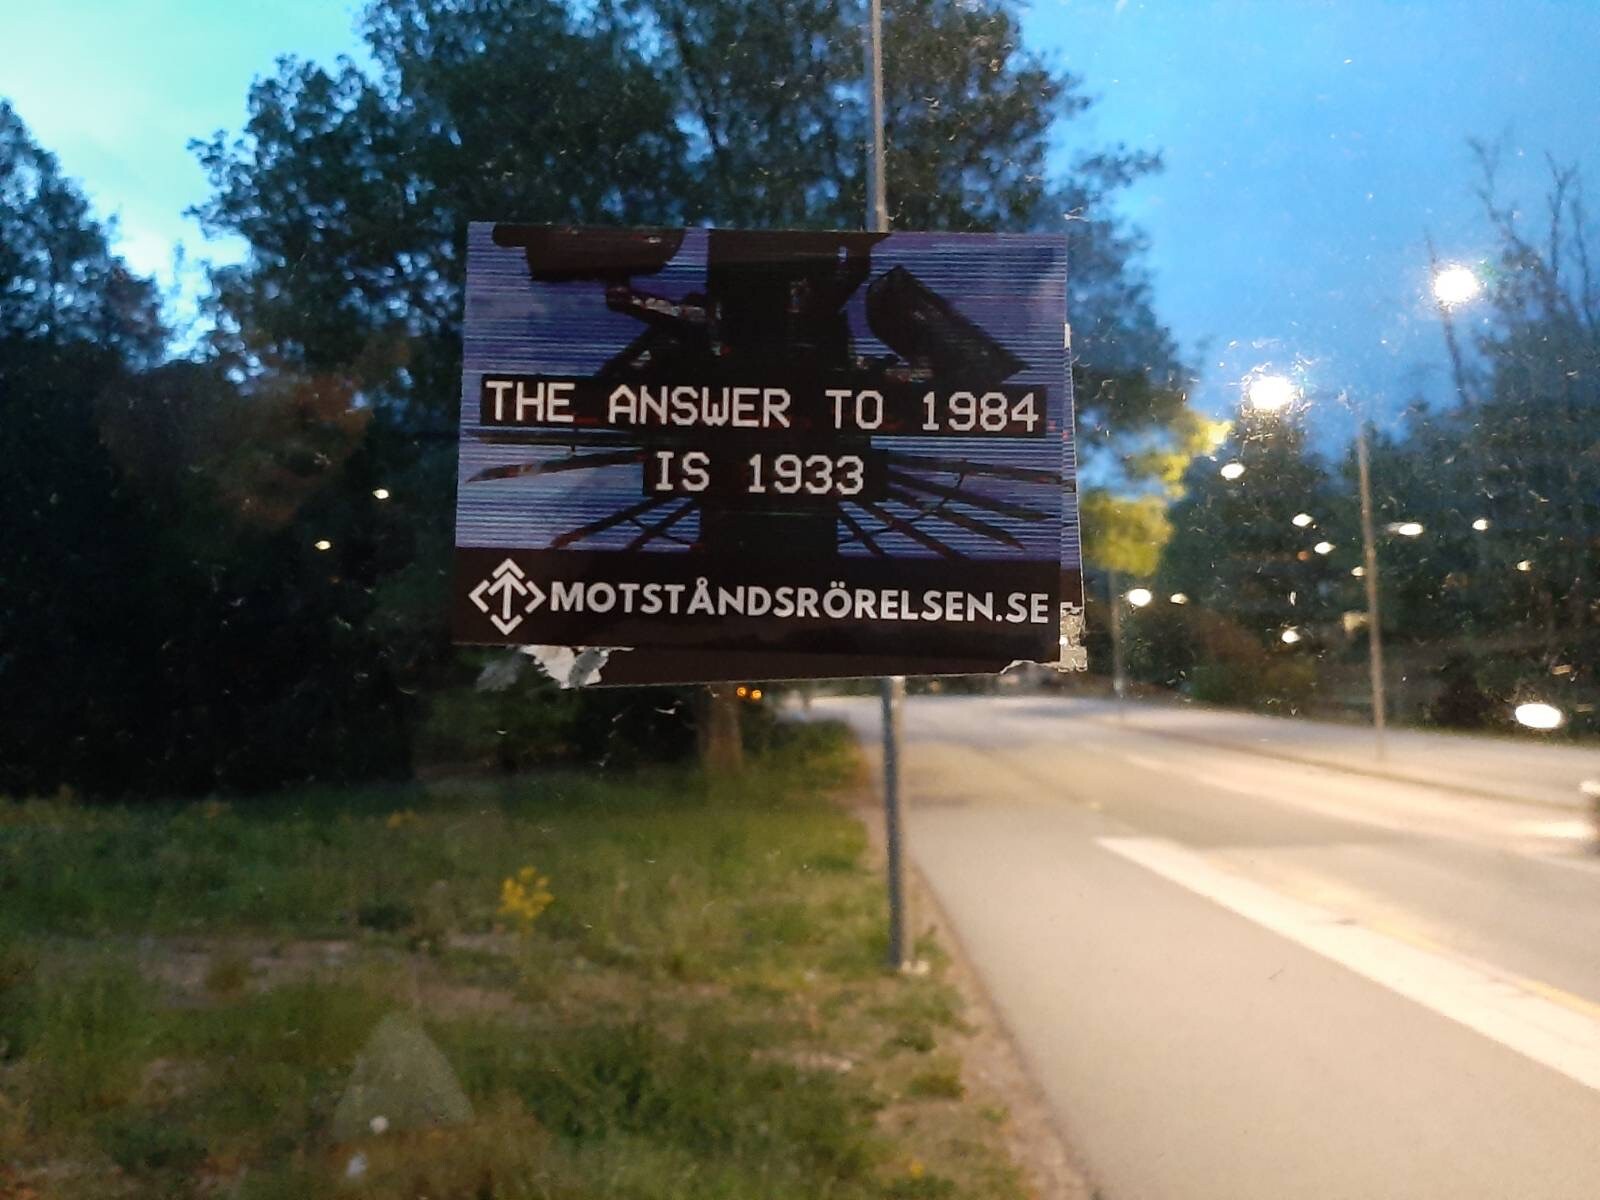 THE ANSWER TO 1984
IS 1933
MOTSTÅNDSRÖRELSEN.SE